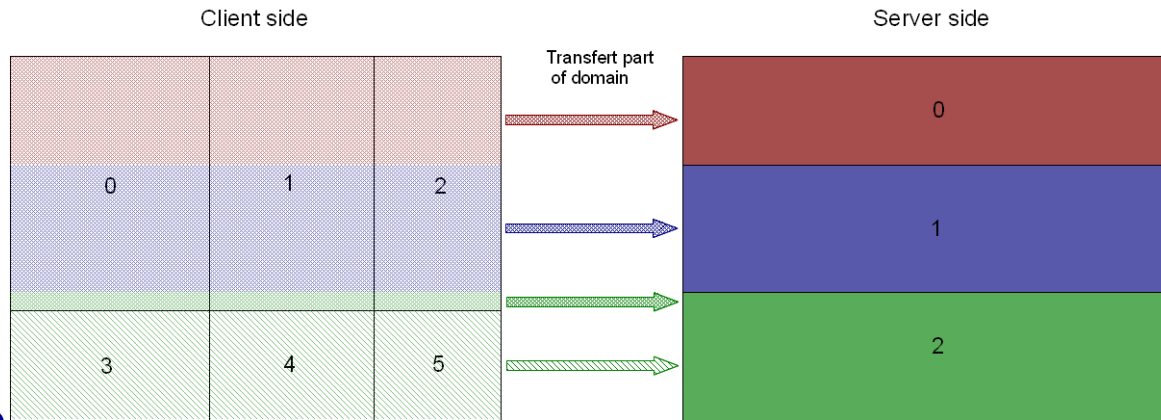 Client side
Server side
Transfert part
of domain
0
0
1
2
1
2
3
4
5